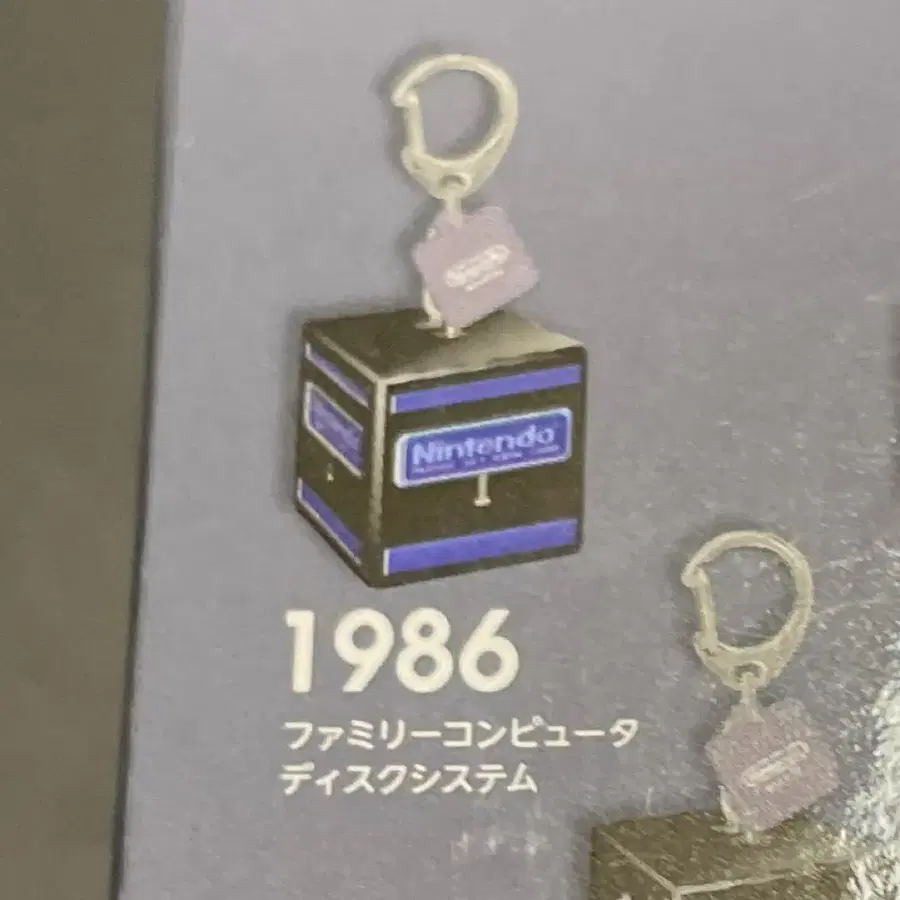 Nintendo
1986
ファミリーコンピュータ
ディスクシステム